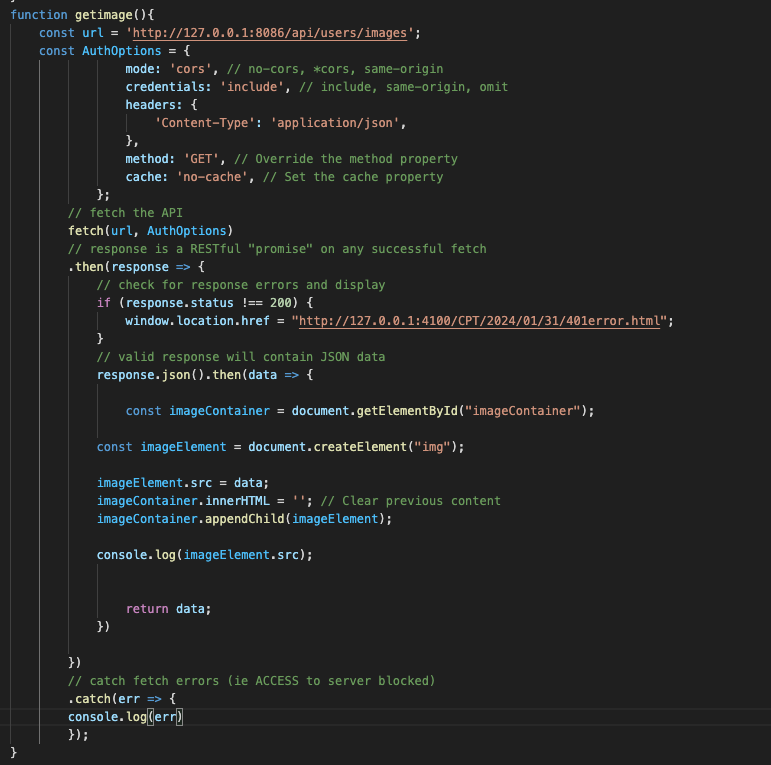 function getimage(){
    const url = 'http://127.0.0.1:8086/api/users/images';
    const AuthOptions = {
                mode: 'cors', // no-cors, *cors, same-origin
                credentials: 'include', // include, same-origin, omit
                headers: {
                    'Content-Type': 'application/json',
                },
                method: 'GET', // Override the method property
                cache: 'no-cache', // Set the cache property
            };
        // fetch the API
        fetch(url, AuthOptions)
        // response is a RESTful "promise" on any successful fetch
        .then(response => {
            // check for response errors and display
            if (response.status !== 200) {
                window.location.href = "http://127.0.0.1:4100/CPT/2024/01/31/401error.html";
            }
            // valid response will contain JSON data
            response.json().then(data => {
                const imageContainer = document.getElementById("imageContainer");
            const imageElement = document.createElement("img");
            imageElement.src = data;
            imageContainer.innerHTML = ''; // Clear previous content
            imageContainer.appendChild(imageElement);
            console.log(imageElement.src);
                return data;
            })
        })
        // catch fetch errors (ie ACCESS to server blocked)
        .catch(err => {
        console.log(err)
        });
}